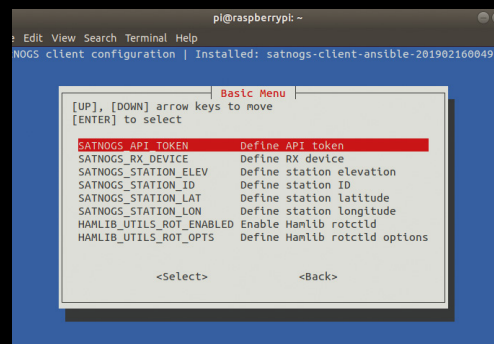 pi@raspberrypi: ~
Edit View Search Terminal Help
NOGS client configuration | Installed: satnogs-client-ansible-201902160049
Basic Menu
[UP], [DOWN] arrow keys to move
[ENTER] to select
SATNOGS_API_TOKEN Define API token
SATNOGS_RX_DEVICE Define RX device
SATNOGS_STATION_ELEV Define station elevation
SATNOGS_STATION_ID Define station ID
SATNOGS_STATION_LAT Define station latitude
SATNOGS_STATION_LON Define station longitude
HAMLIB_UTILS_ROT_ENABLED Enable Hamlib rotctld
HAMLIB_UTILS_ROT_OPTS Define Hamlib rotctld options
<Select> <Back>